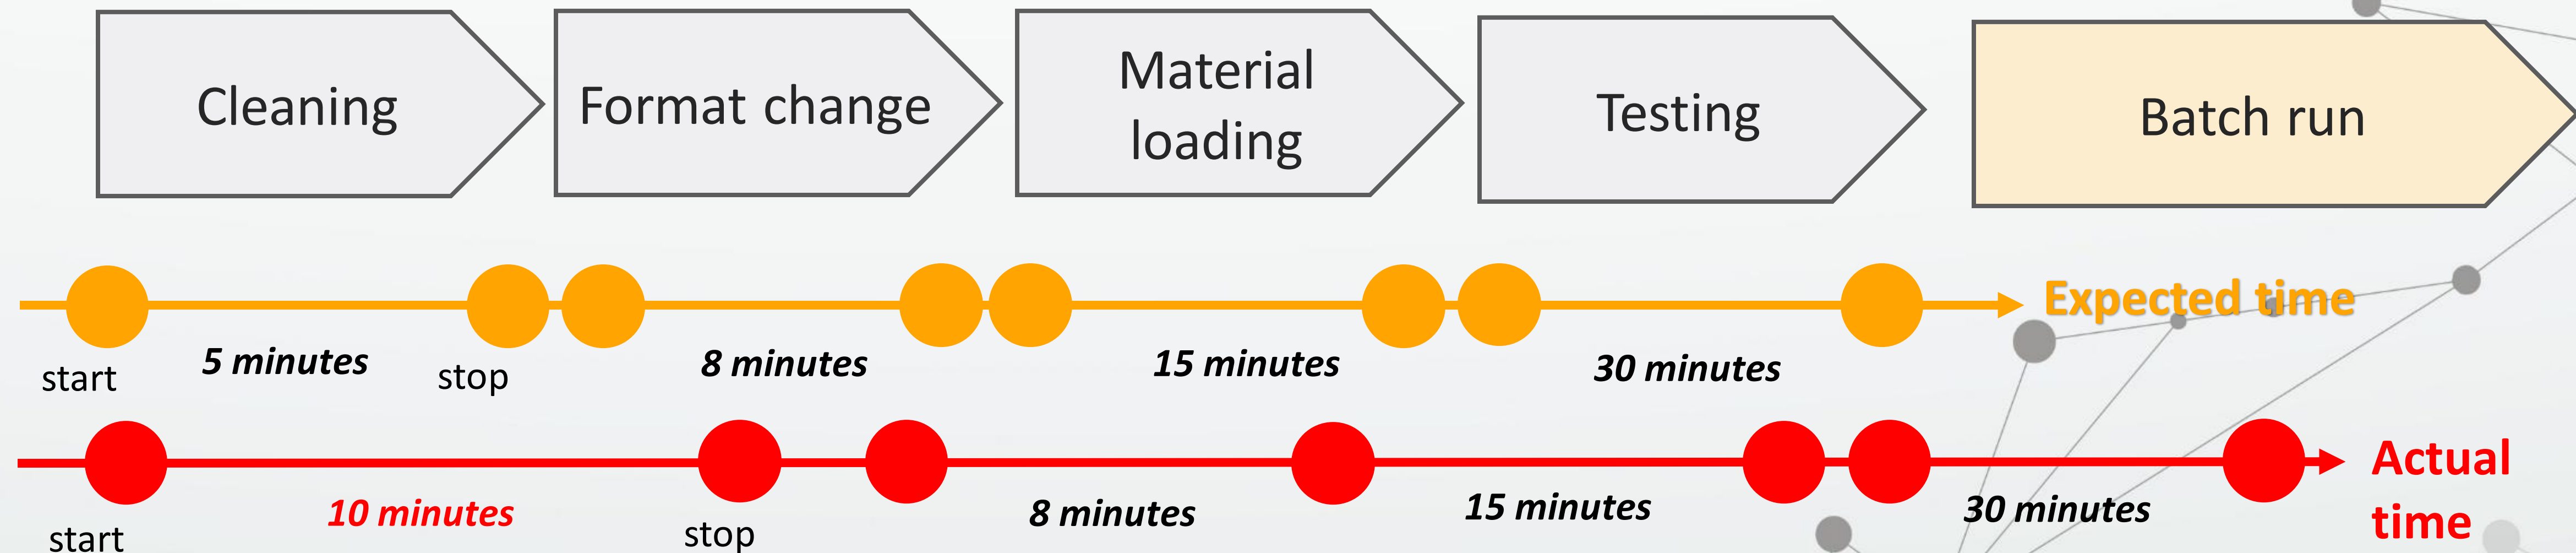 Cleaning
Format change
Material
loading
Testing
Batch run
Expected time
5 minutes
8 minutes
15 minutes
30 minutes
start
stop
Actual
time
10 minutes
8 minutes
15 minutes
30 minutes
start
stop